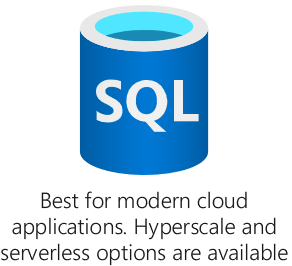 SQL
Best for modern cloud
applications. Hyperscale and
serverless options are available